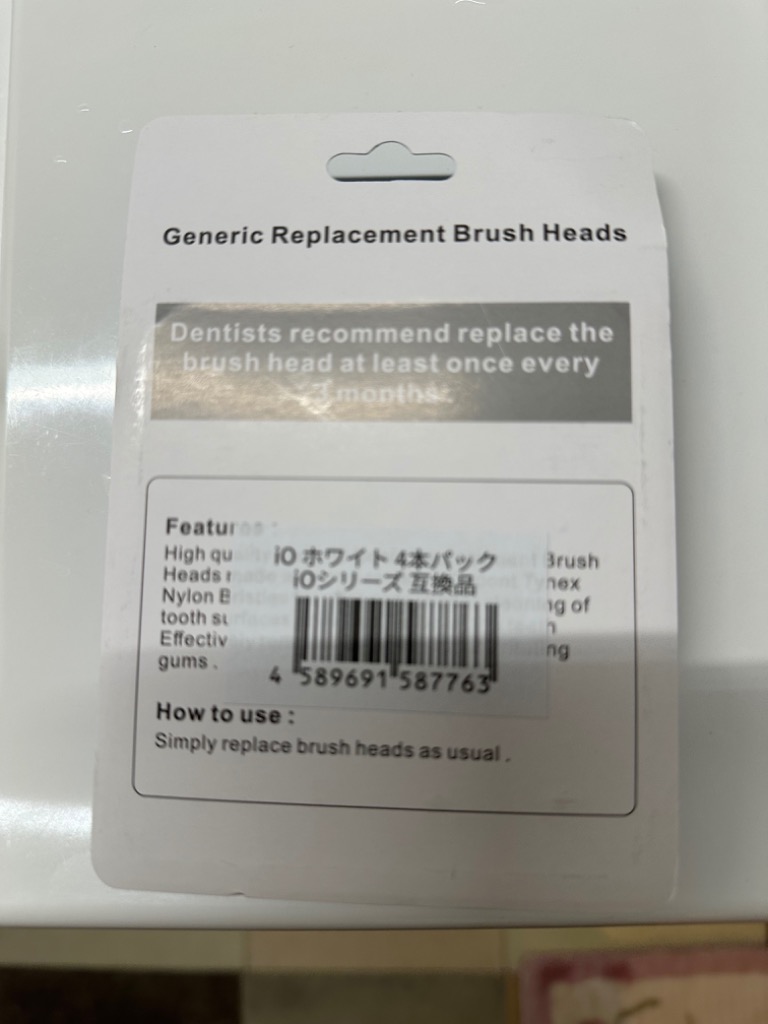 Generic Replacement Brush Heads
Dentists recommend replace the
brush head at least once every
3 months.
Features :
High qu
Brush
Heads
nex
Nylon B
ng of
tooth su
n
Effectiv
ng
gums .
iO ホワイト 4本パック
iOシリーズ 互換品
4 589691 587763
How to use :
Simply replace brush heads as usual .